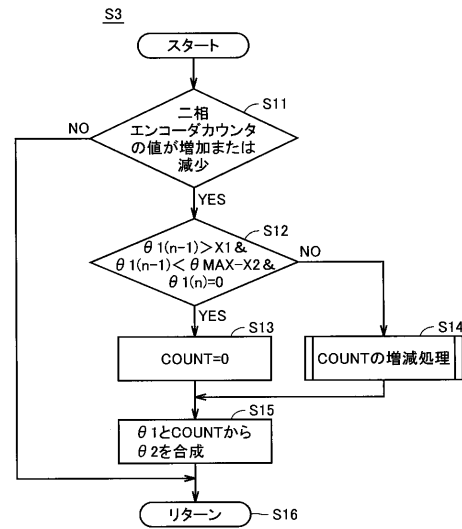 S3
スタート
S11
二相
エンコーダカウンタ
の値が増加または
減少
NO
YES
S12
θ1(n-1)>X1&
θ1(n-1)<θMAX-X2&
θ1(n)=0
NO
YES
S13
COUNT=0
S14
COUNTの増減処理
S15
θ1とCOUNTから
θ2を合成
リターン
S16